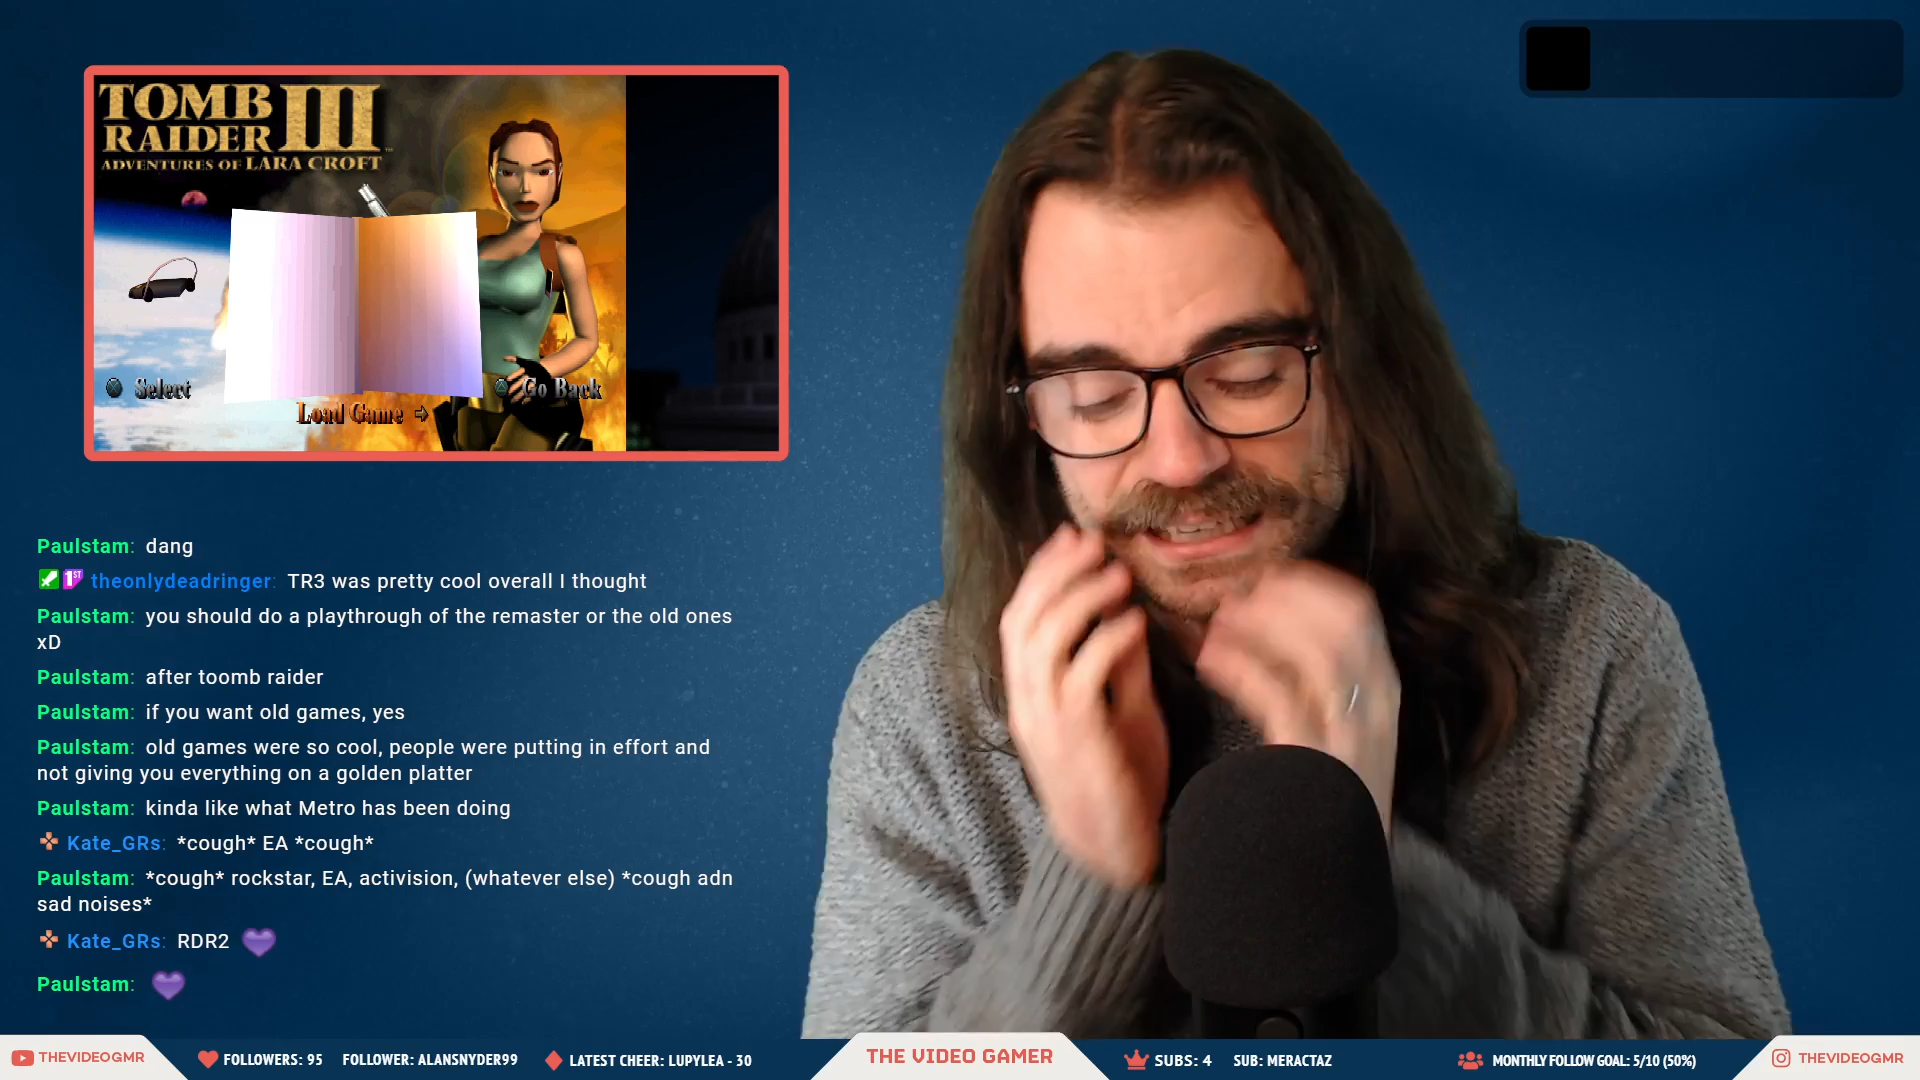 TOMB
RAIDER III
ADVENTURES OF LARA CROFT
Select
Go Back
Load Game
Paulstam: dang
1ST theonlydeadringer: TR3 was pretty cool overall I thought
Paulstam: you should do a playthrough of the remaster or the old ones
xD
Paulstam: after toomb raider
Paulstam: if you want old games, yes
Paulstam: old games were so cool, people were putting in effort and
not giving you everything on a golden platter
Paulstam: kinda like what Metro has been doing
Kate_GRs: *cough* EA *cough*
Paulstam: *cough* rockstar, EA, activision, (whatever else) *cough adn
sad noises*
Kate_GRs: RDR2
Paulstam:
THEVIDEOGMR
FOLLOWERS: 95
FOLLOWER: ALANSNYDER99
LATEST CHEER: LUPYLEA - 30
THE VIDEO GAMER
SUBS: 4
SUB: MERACTAZ
MONTHLY FOLLOW GOAL: 5/10 (50%)
THEVIDEOGMR